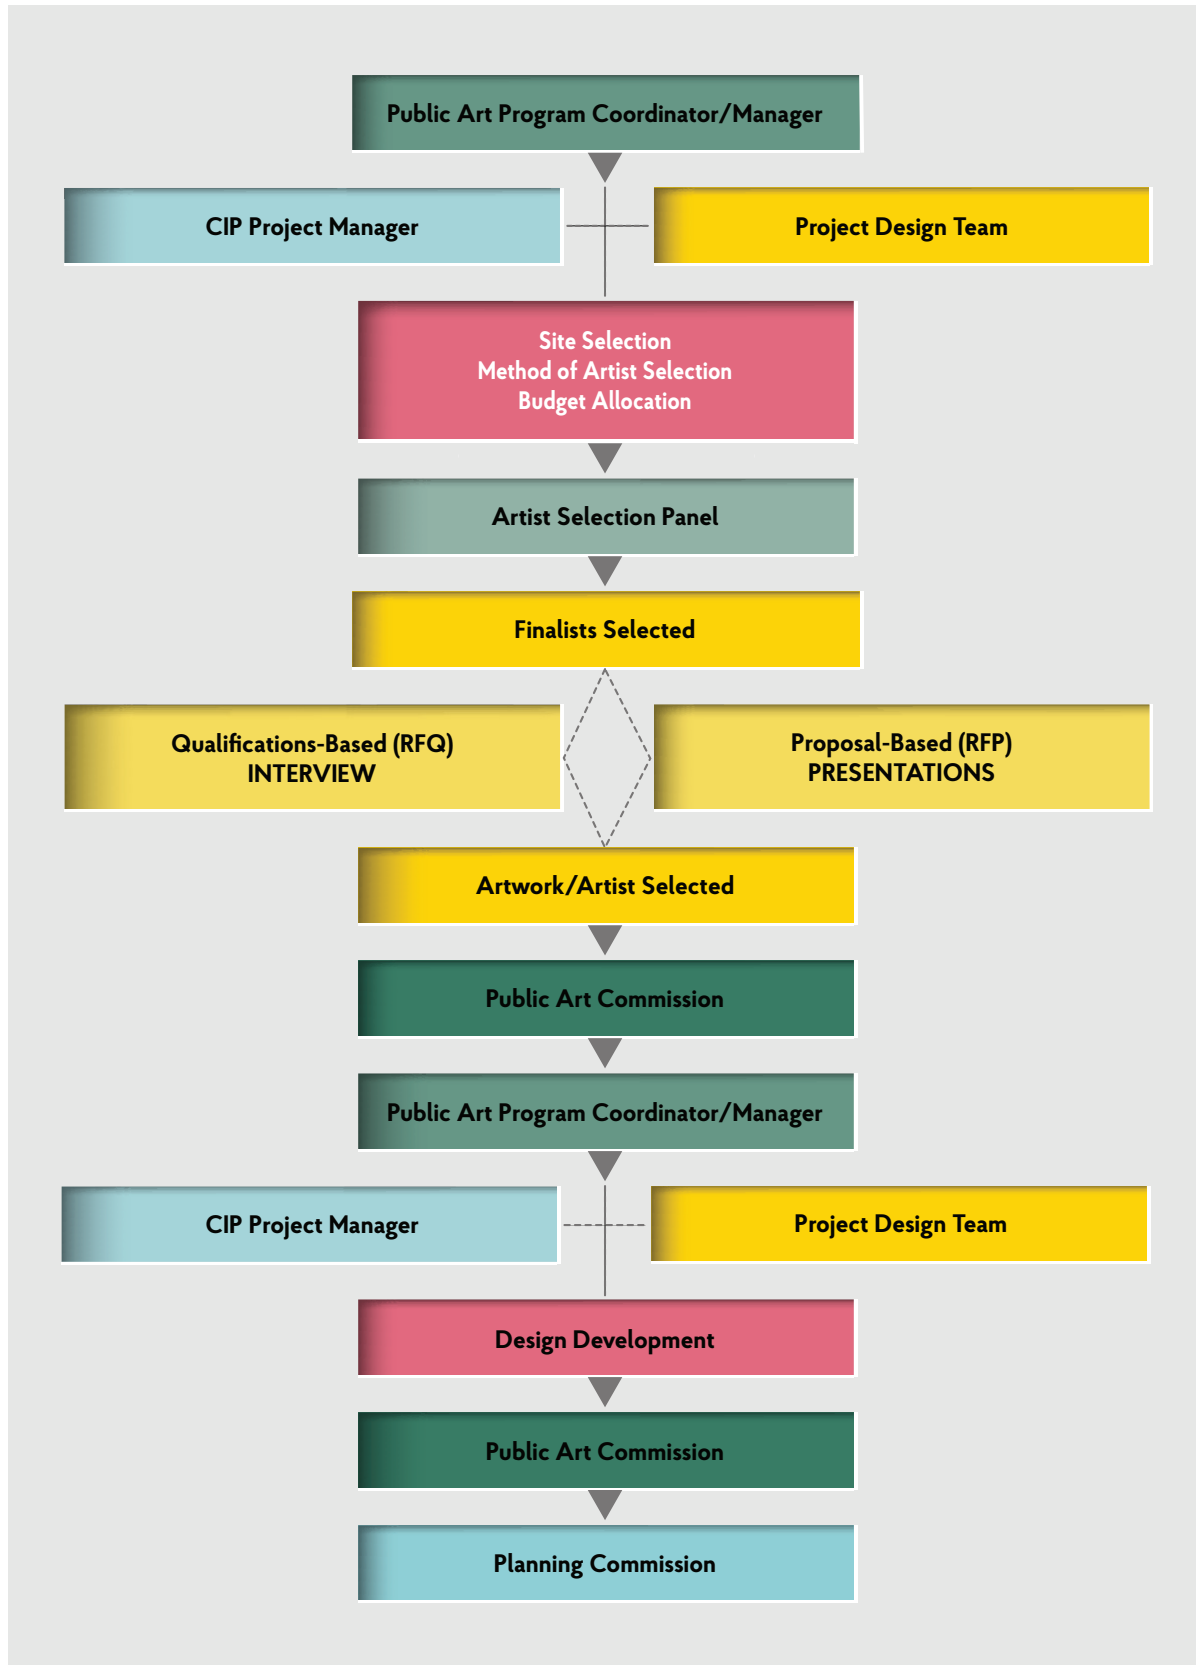 Public Art Program Coordinator/Manager
CIP Project Manager
Project Design Team
Site Selection
Method of Artist Selection
Budget Allocation
Artist Selection Panel
Finalists Selected
Qualifications-Based (RFQ)
INTERVIEW
Proposal-Based (RFP)
PRESENTATIONS
Artwork/Artist Selected
Public Art Commission
Public Art Program Coordinator/Manager
CIP Project Manager
Project Design Team
Design Development
Public Art Commission
Planning Commission